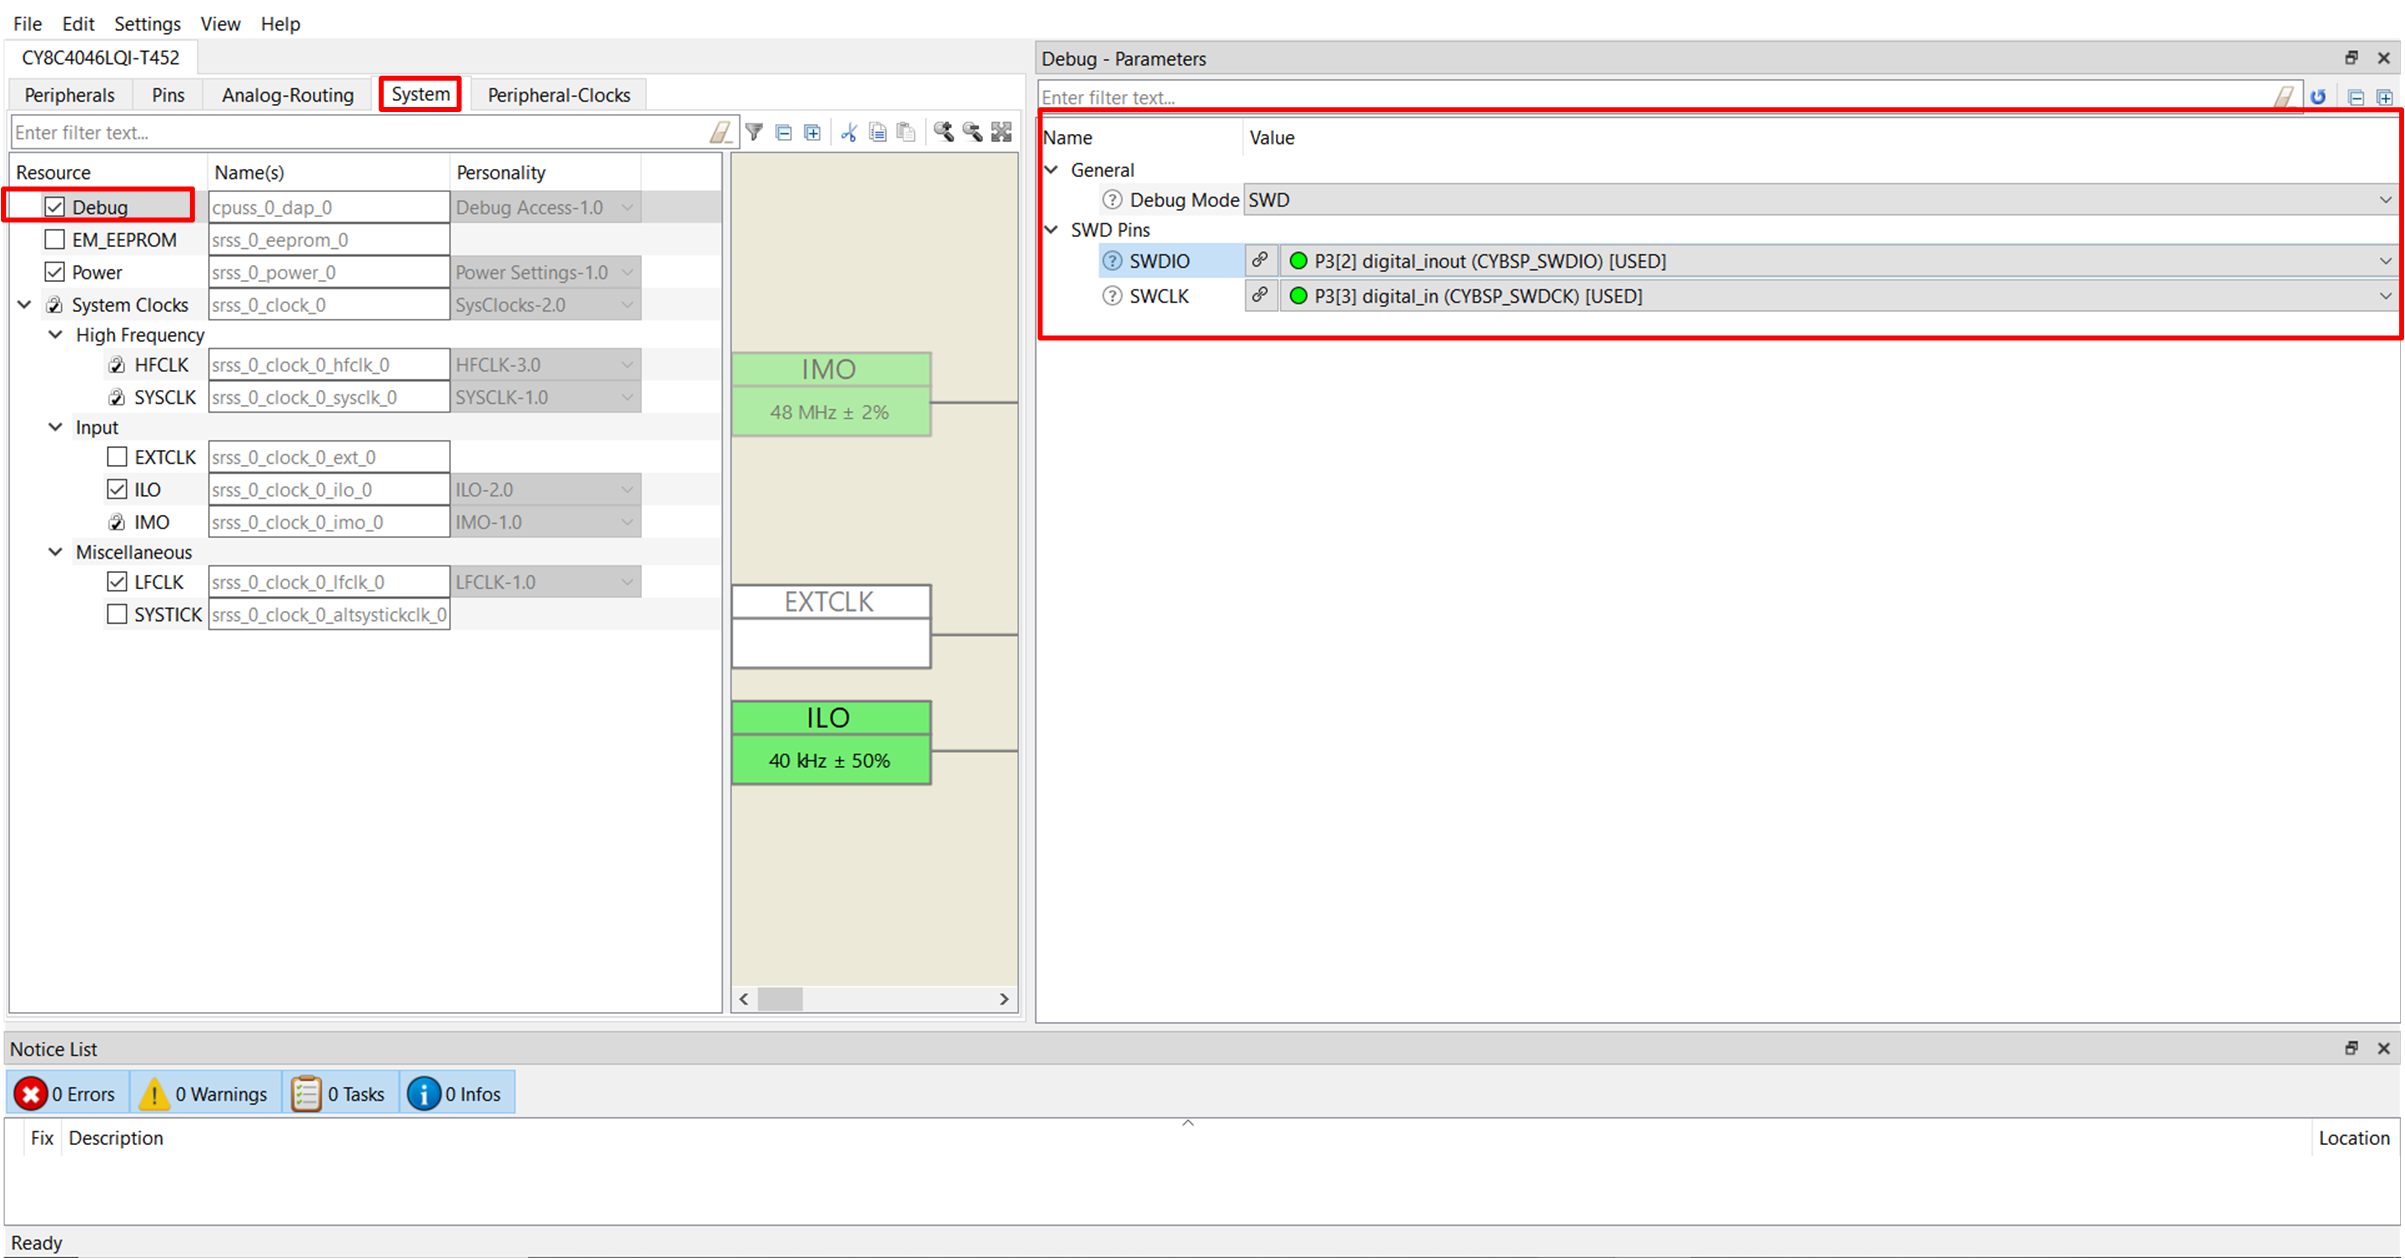 File Edit Settings View Help
CY8C4046LQI-T452
Peripherals Pins Analog-Routing System Peripheral-Clocks
Enter filter text...
Resource Name(s) Personality
Debug cpuss_0_dap_0 Debug Access-1.0
EM_EEPROM srss_0_eeprom_0
Power srss_0_power_0 Power Settings-1.0
System Clocks srss_0_clock_0 SysClocks-2.0
High Frequency
HFCLK srss_0_clock_0_hfclk_0 HFCLK-3.0
SYSCLK srss_0_clock_0_sysclk_0 SYSCLK-1.0
Input
EXTCLK srss_0_clock_0_ext_0
ILO srss_0_clock_0_ilo_0 ILO-2.0
IMO srss_0_clock_0_imo_0 IMO-1.0
Miscellaneous
LFCLK srss_0_clock_0_lfclk_0 LFCLK-1.0
SYSTICK srss_0_clock_0_altsystickclk_0
IMO
48 MHz ± 2%
EXTCLK
ILO
40 kHz ± 50%
Debug - Parameters
Enter filter text...
Name Value
General
Debug Mode SWD
SWD Pins
SWDIO P3[2] digital_inout (CYBSP_SWDIO) [USED]
SWCLK P3[3] digital_in (CYBSP_SWDCK) [USED]
Notice List
0 Errors 0 Warnings 0 Tasks 0 Infos
Fix Description Location
Ready